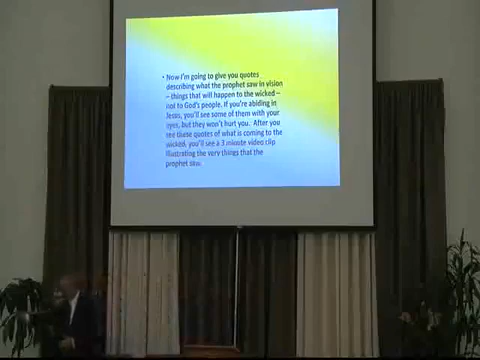 • Now I'm going to give you quotes
describing what the prophet saw in vision
– things that will happen to the wicked –
not to God's people. If you're abiding in
Jesus, you'll see some of them with your
eyes, but they won't hurt you. After you
see these quotes of what is coming to the
wicked, you'll see a 3 minute video clip
illustrating the very things that the
prophet saw.